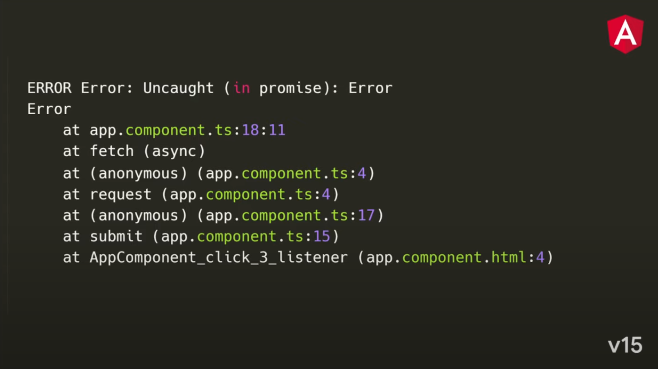 ERROR Error: Uncaught (in promise): Error
Error
at app.component.ts:18:11
at fetch (async)
at (anonymous) (app.component.ts:4)
at request (app.component.ts:4)
at (anonymous) (app.component.ts:17)
at submit (app.component.ts:15)
at AppComponent_click_3_listener (app.component.html:4)
A
v15